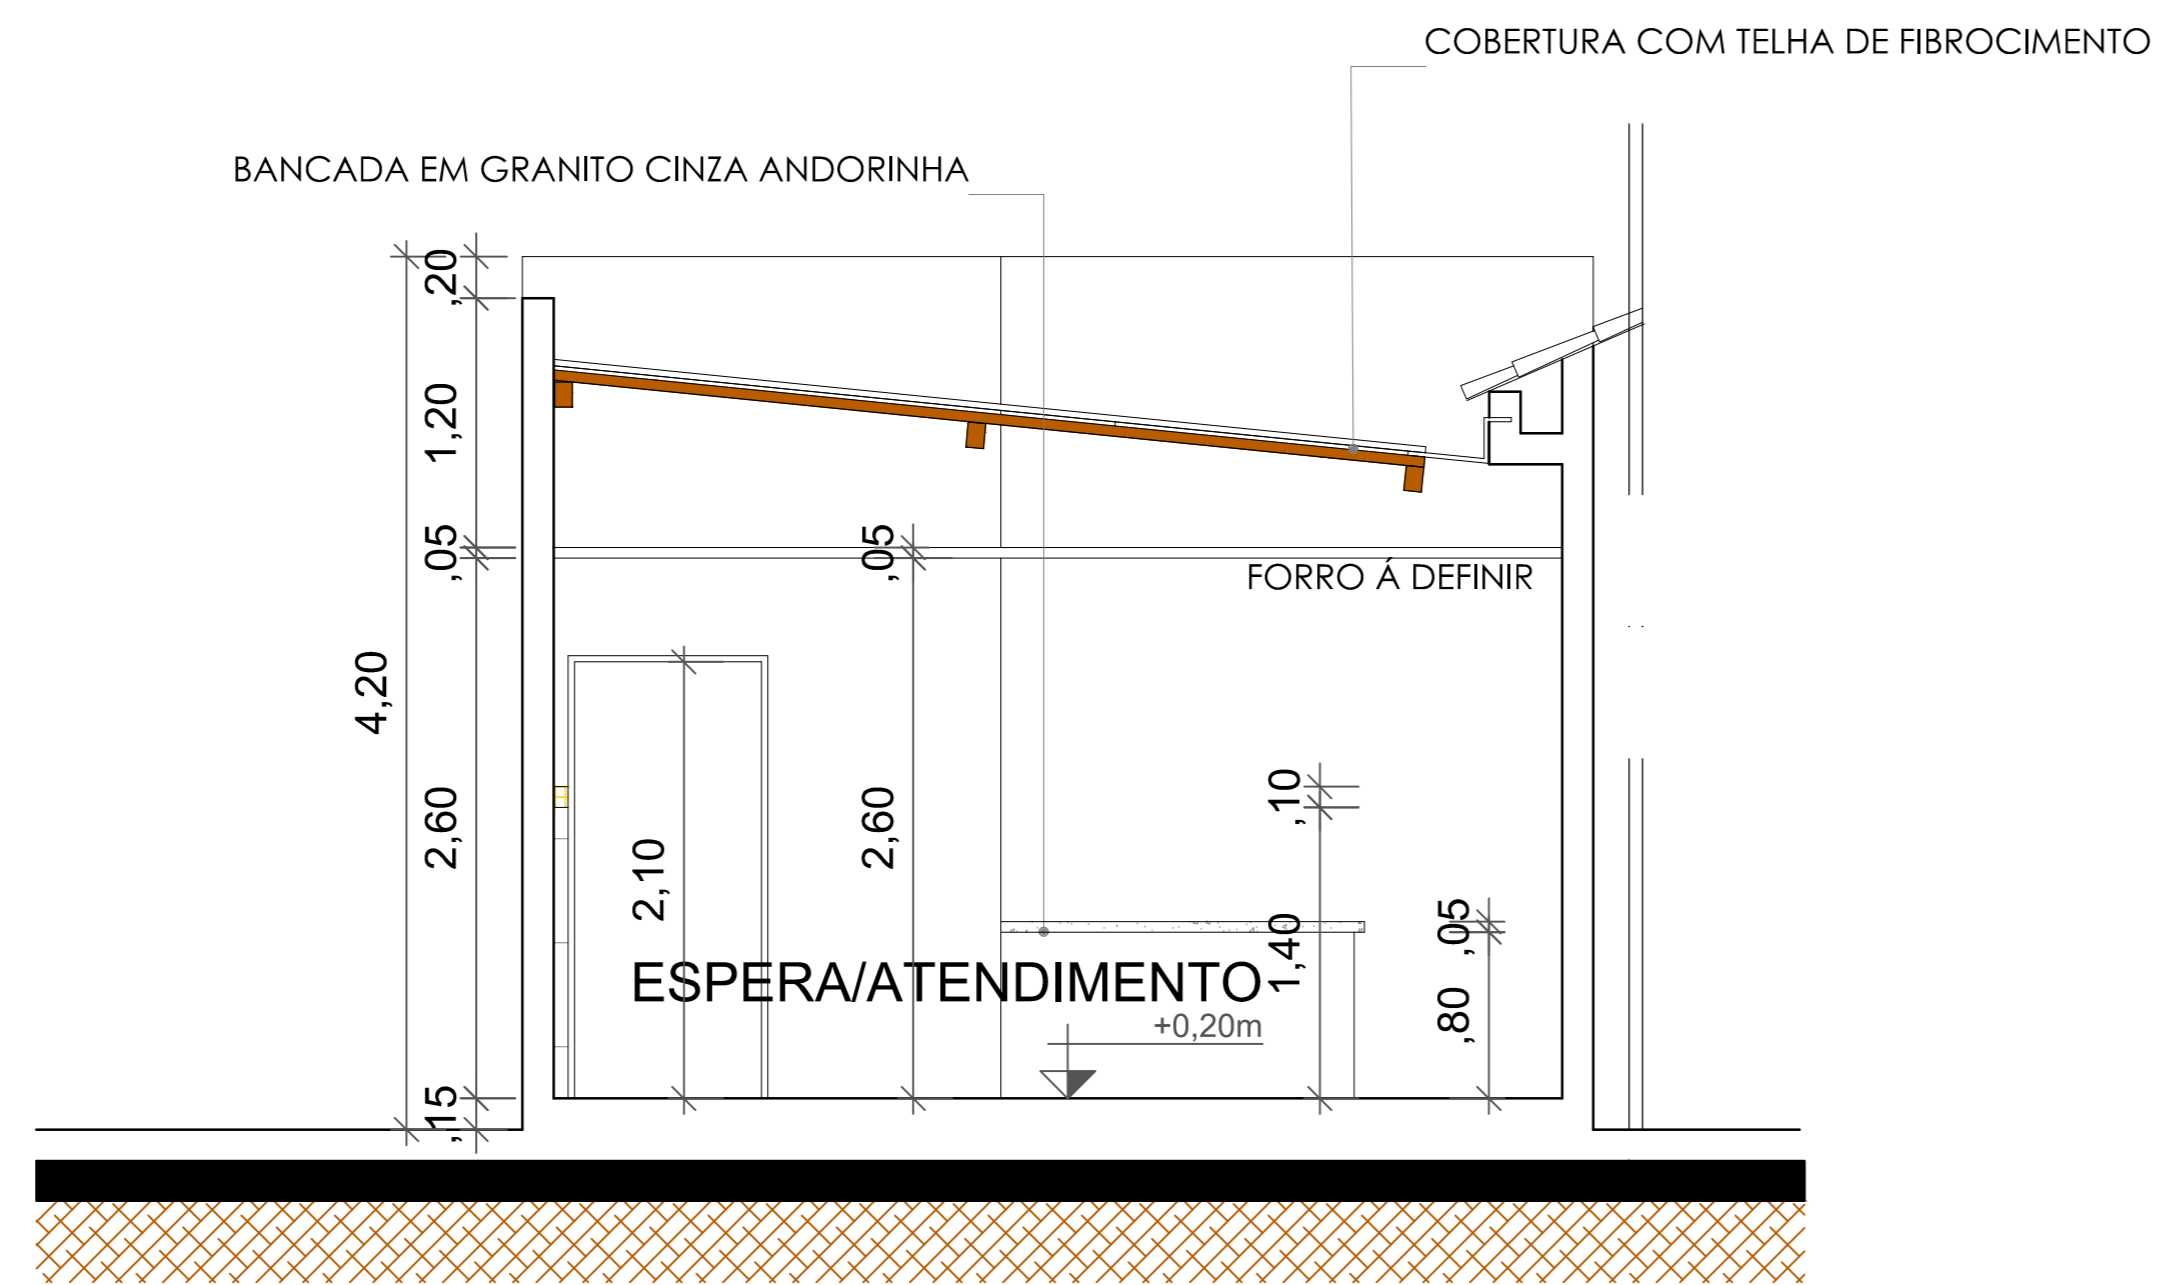 COBERTURA COM TELHA DE FIBROCIMENTO
BANCADA EM GRANITO CINZA ANDORINHA
,20
1,20
,05
,05
FORRO Á DEFINIR
4,20
2,60
2,10
2,60
,10
1,40
,05
,80
ESPERA/ATENDIMENTO
+0,20m
,15